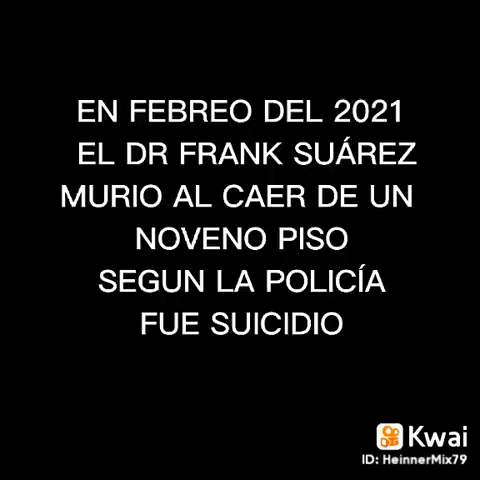 EN FEBREO DEL 2021
EL DR FRANK SUÁREZ
MURIO AL CAER DE UN
NOVENO PISO
SEGUN LA POLICÍA
FUE SUICIDIO
Kwai
ID: HeinnerMix79